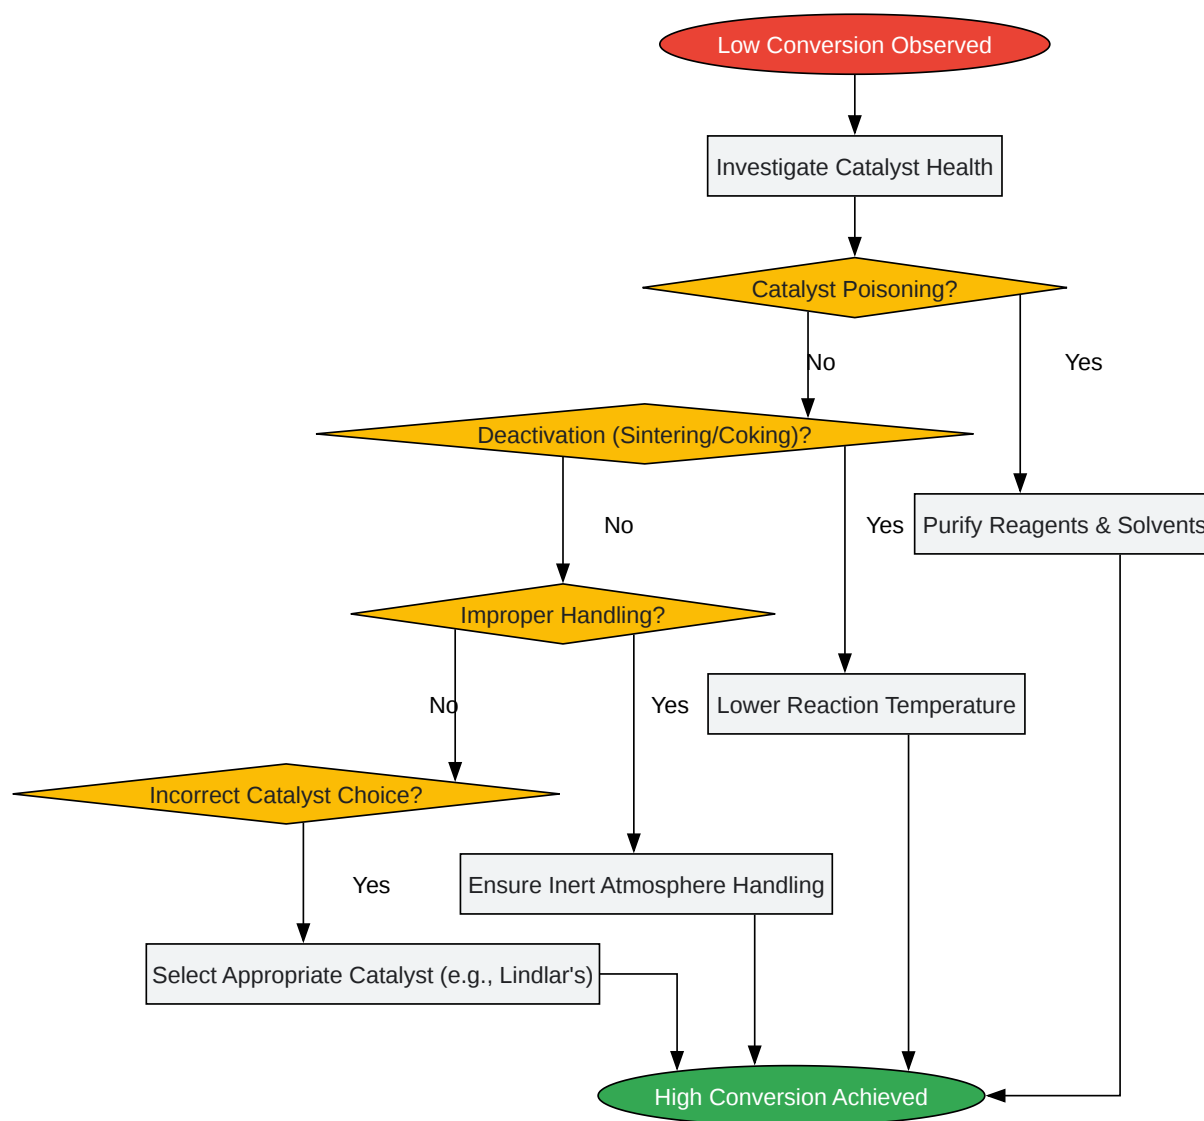 Low Conversion Observed
Investigate Catalyst Health
Catalyst Poisoning?
No
Yes
Deactivation (Sintering/Coking)?
No
Yes
Purify Reagents & Solvents
Improper Handling?
No
Yes
Lower Reaction Temperature
Incorrect Catalyst Choice?
Yes
Ensure Inert Atmosphere Handling
Select Appropriate Catalyst (e.g., Lindlar's)
High Conversion Achieved